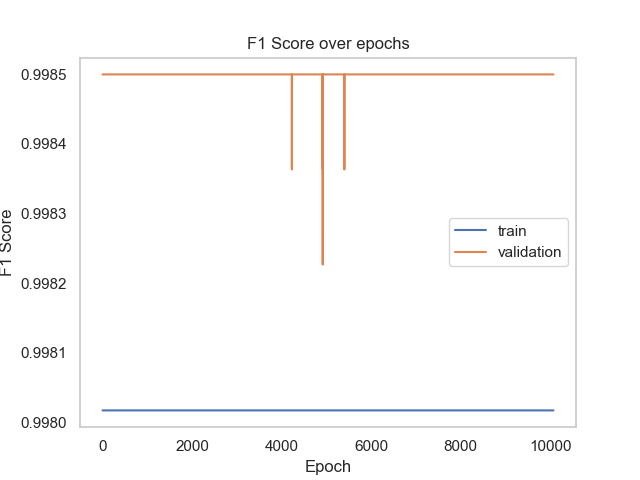 F1 Score over epochs
0.9985
0.9984
0.9983
0.9982
0.9981
0.9980
F1 Score
train
validation
0 2000 4000 6000 8000 10000
Epoch